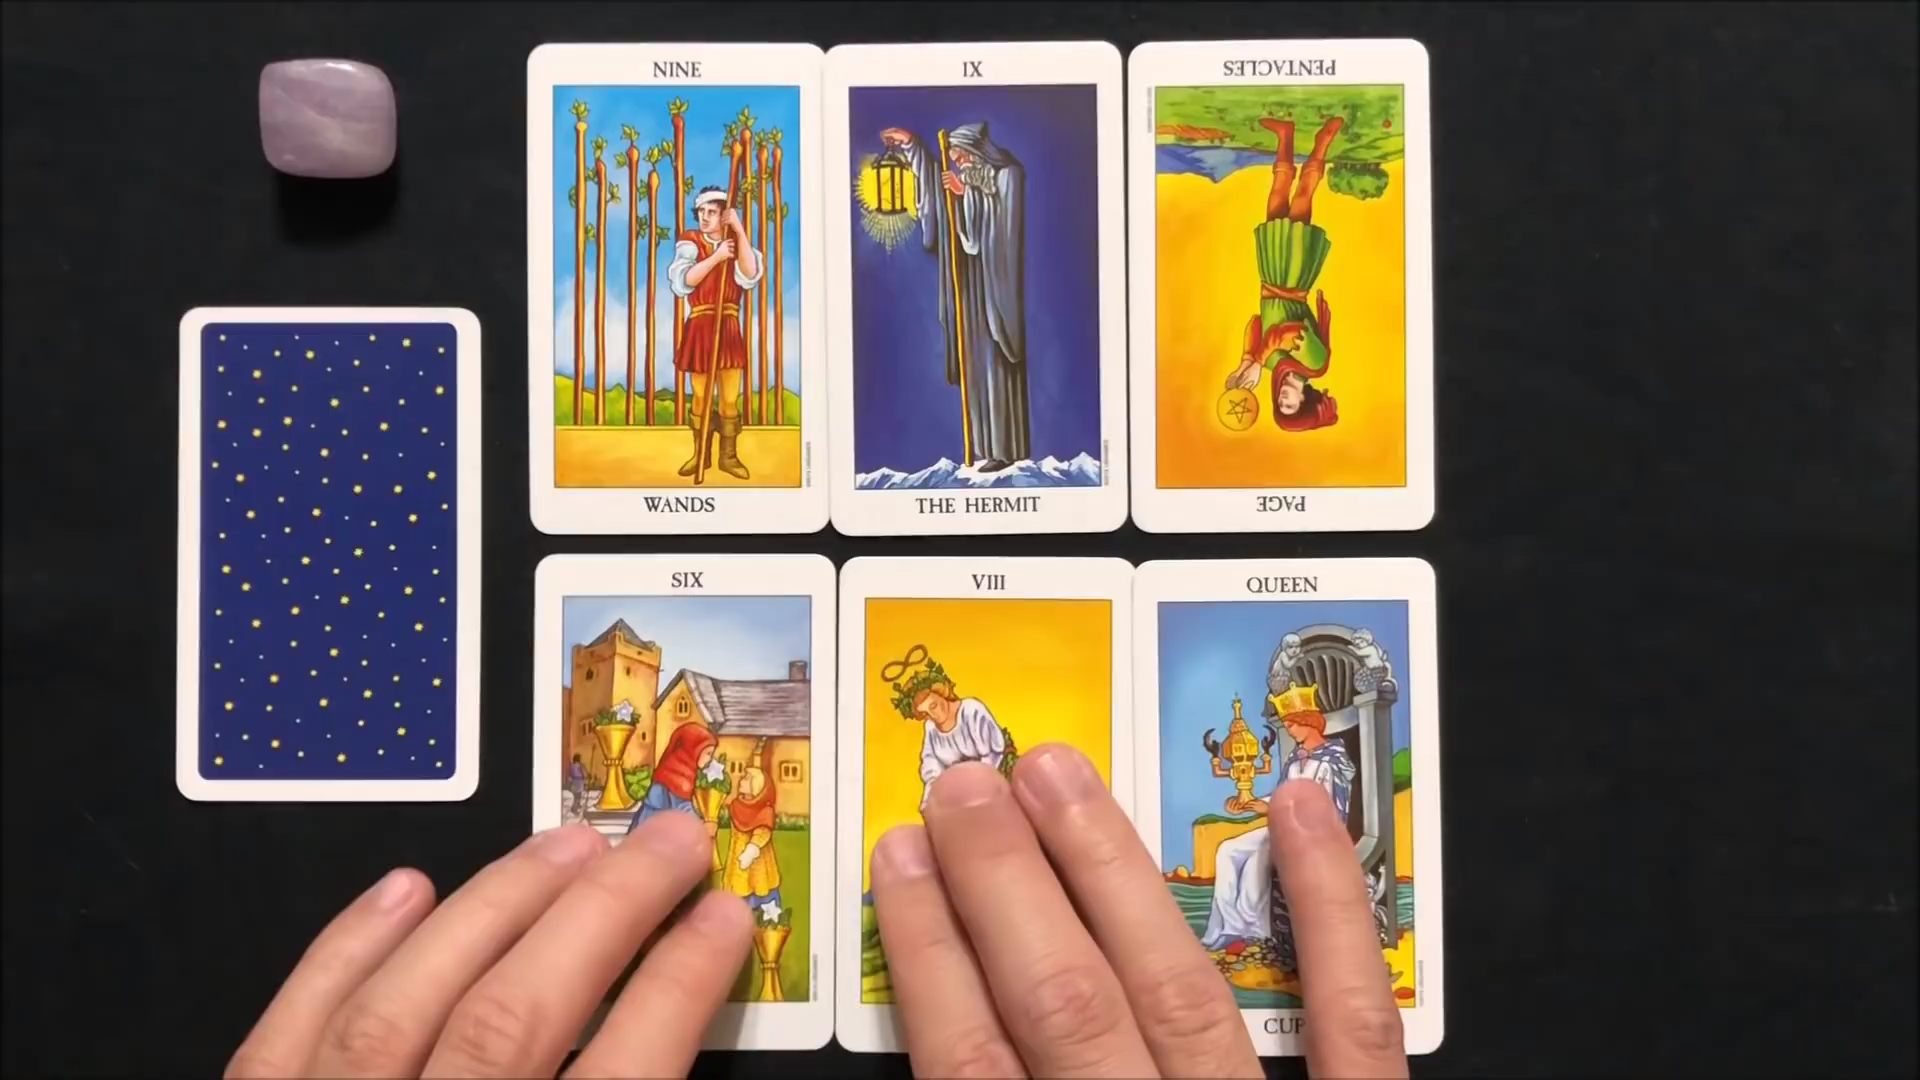 NINE
WANDS
IX
THE HERMIT
PENTACLES
PAGE
SIX
VIII
QUEEN
CUP